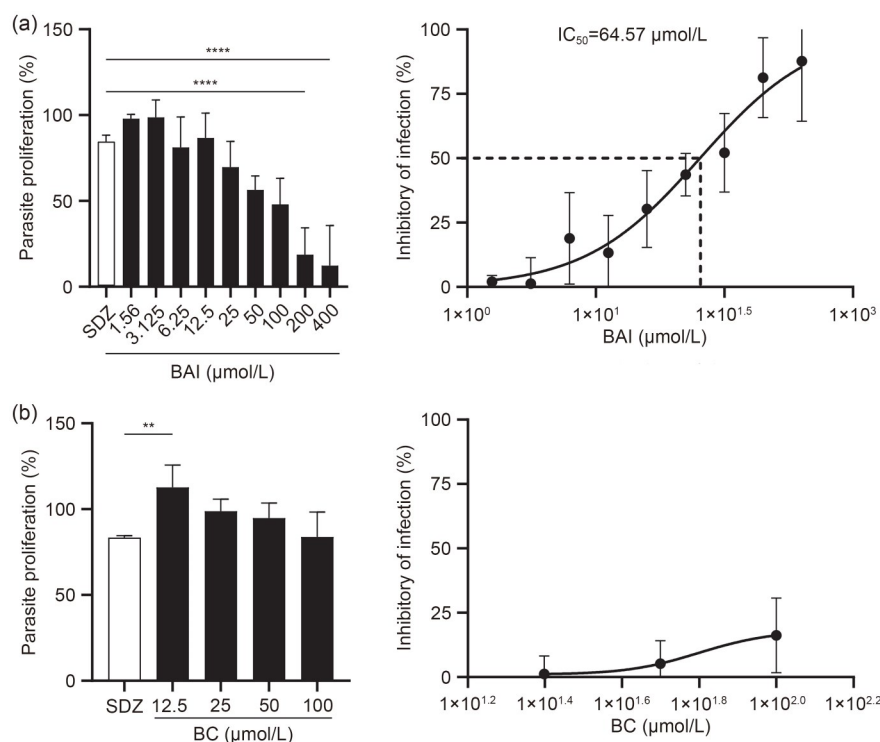 (a)
150
100
50
0
Parasite proliferation (%)
****
****
SDZ 1.56 3.125 6.25 12.5 25 50 100 200 400
BAI (μmol/L)
IC50=64.57 μmol/L
100
75
50
25
0
Inhibitory of infection (%)
1×10^0 1×10^1 1×10^1.5 1×10^3
BAI (μmol/L)
(b)
150
100
50
0
Parasite proliferation (%)
**
SDZ 12.5 25 50 100
BC (μmol/L)
100
75
50
25
0
Inhibitory of infection (%)
1×10^1.2 1×10^1.4 1×10^1.6 1×10^1.8 1×10^2.0 1×10^2.2
BC (μmol/L)